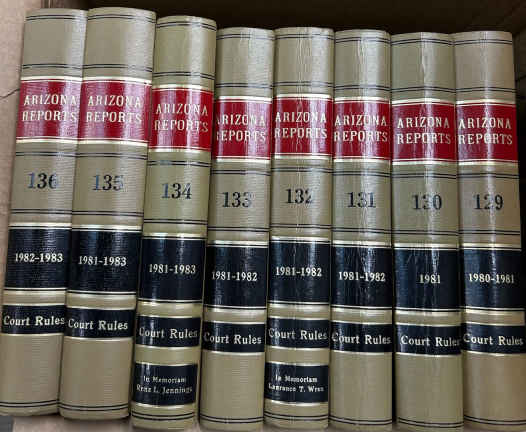 ARIZONA
REPORTS
136
1982-1983
Court Rules
ARIZONA
REPORTS
135
1981-1983
Court Rules
ARIZONA
REPORTS
134
1981-1983
Court Rules
In Memoriam
Renz L. Jennings
ARIZONA
REPORTS
133
1981-1982
Court Rules
ARIZONA
REPORTS
132
1981-1982
Court Rules
In Memoriam
Lawrance T. Wren
ARIZONA
REPORTS
131
1981-1982
Court Rules
ARIZONA
REPORTS
130
1981
Court Rules
ARIZONA
REPORTS
129
1980-1981
Court Rules